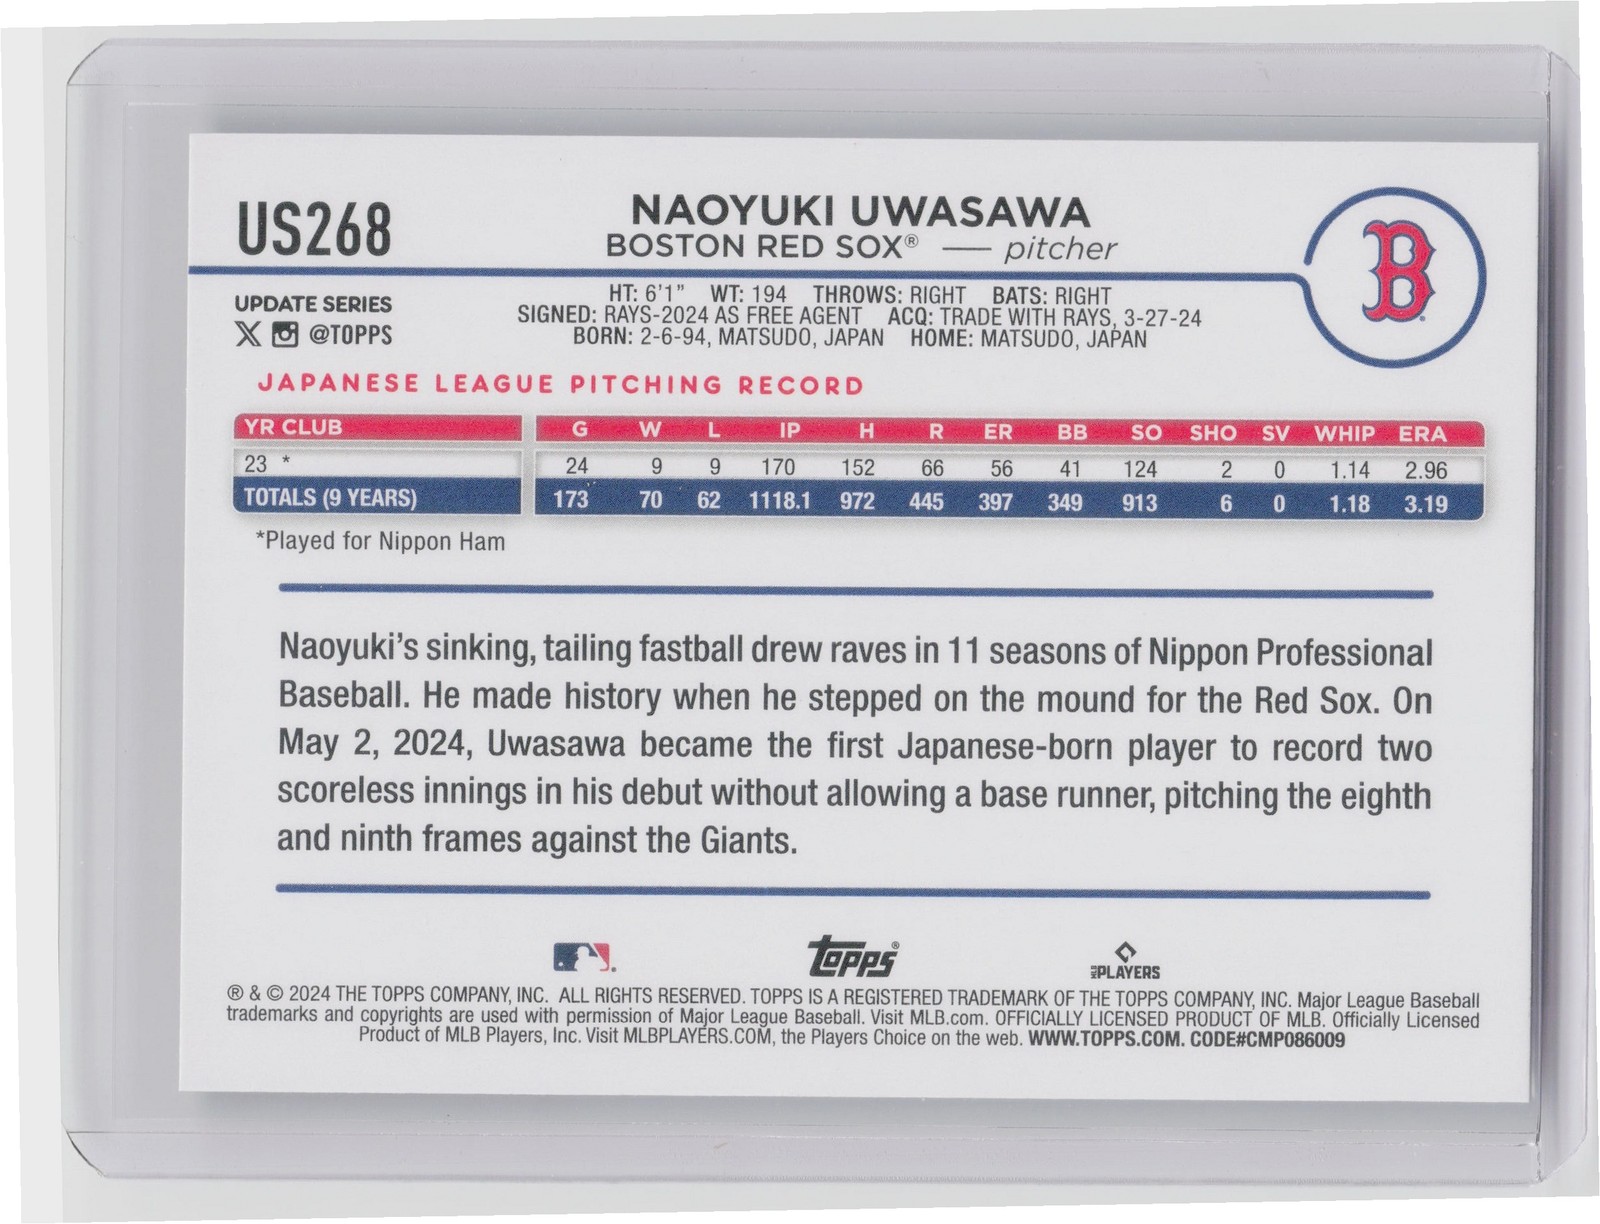 US268
NAOYUKI UWASAWA
BOSTON RED SOX® — pitcher
B
UPDATE SERIES
@TOPPS
HT: 6'1" WT: 194 THROWS: RIGHT BATS: RIGHT
SIGNED: RAYS-2024 AS FREE AGENT ACQ: TRADE WITH RAYS, 3-27-24
BORN: 2-6-94, MATSUDO, JAPAN HOME: MATSUDO, JAPAN
JAPANESE LEAGUE PITCHING RECORD
YR CLUB G W L IP H R ER BB SO SHO SV WHIP ERA
23 * 24 9 9 170 152 66 56 41 124 2 0 1.14 2.96
TOTALS (9 YEARS) 173 70 62 1118.1 972 445 397 349 913 6 0 1.18 3.19
*Played for Nippon Ham
Naoyuki's sinking, tailing fastball drew raves in 11 seasons of Nippon Professional
Baseball. He made history when he stepped on the mound for the Red Sox. On
May 2, 2024, Uwasawa became the first Japanese-born player to record two
scoreless innings in his debut without allowing a base runner, pitching the eighth
and ninth frames against the Giants.
Topps®
MLB PLAYERS
® & © 2024 THE TOPPS COMPANY, INC. ALL RIGHTS RESERVED. TOPPS IS A REGISTERED TRADEMARK OF THE TOPPS COMPANY, INC. Major League Baseball
trademarks and copyrights are used with permission of Major League Baseball. Visit MLB.com. OFFICIALLY LICENSED PRODUCT OF MLB. Officially Licensed
Product of MLB Players, Inc. Visit MLBPLAYERS.COM, the Players Choice on the web. WWW.TOPPS.COM. CODE#CMP086009